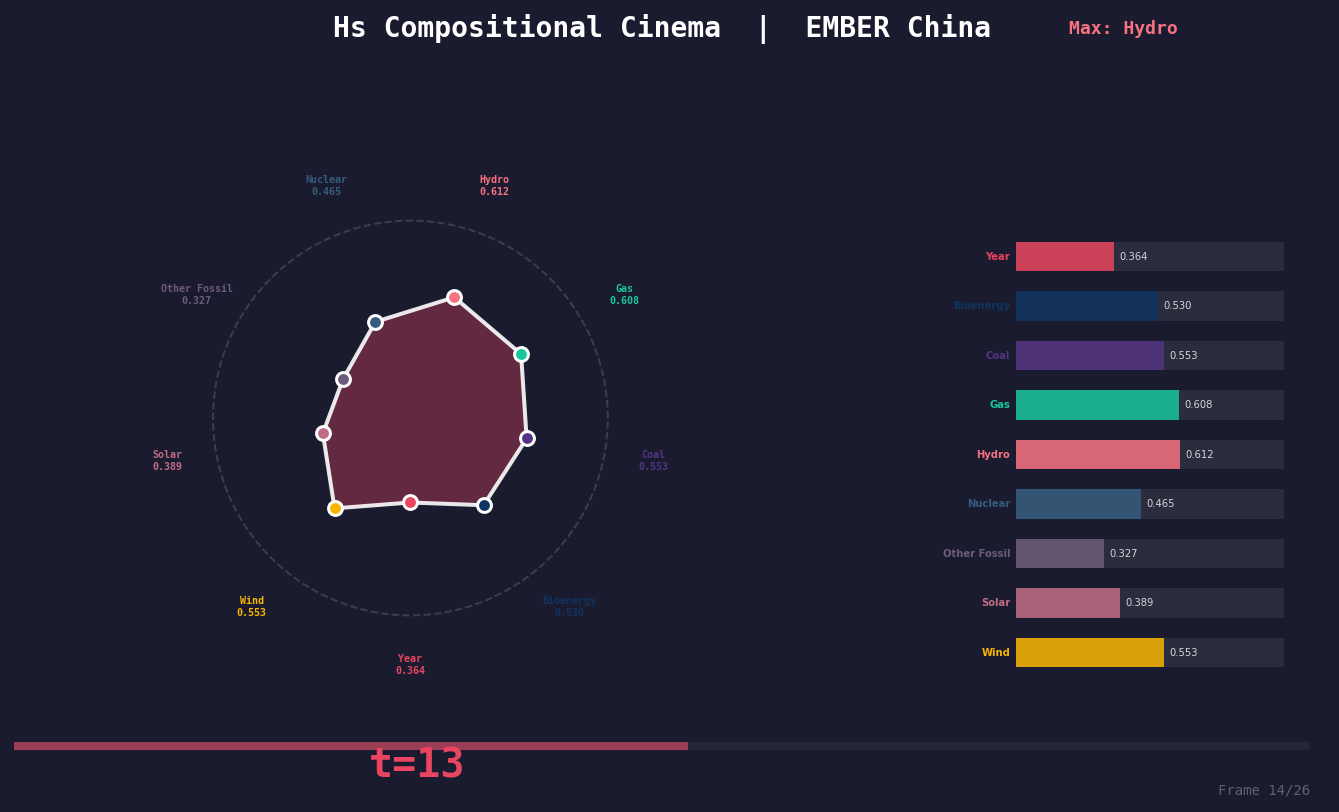 Hs Compositional Cinema | EMBER China
Max: Hydro
Nuclear
0.465
Hydro
0.612
Other Fossil
0.327
Gas
0.608
Solar
0.389
Coal
0.553
Wind
0.553
Bioenergy
0.530
Year
0.364
Year 0.364
Bioenergy 0.530
Coal 0.553
Gas 0.608
Hydro 0.612
Nuclear 0.465
Other Fossil 0.327
Solar 0.389
Wind 0.553
t=13
Frame 14/26